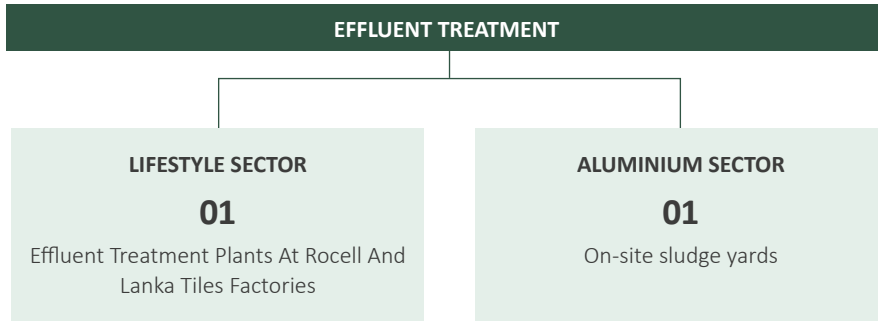 EFFLUENT TREATMENT
LIFESTYLE SECTOR
01
Effluent Treatment Plants At Rocell And
Lanka Tiles Factories
ALUMINIUM SECTOR
01
On-site sludge yards